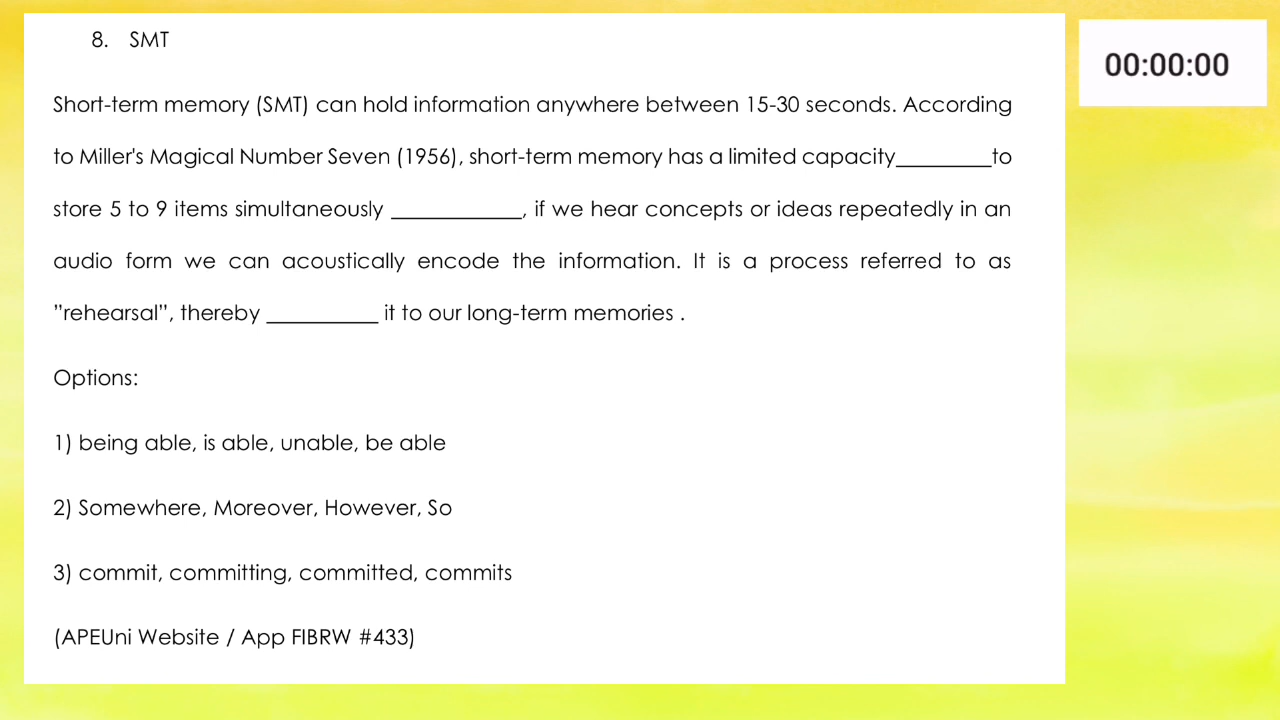 8. SMT
00:00:00
Short-term memory (SMT) can hold information anywhere between 15-30 seconds. According
to Miller's Magical Number Seven (1956), short-term memory has a limited capacity________to
store 5 to 9 items simultaneously ___________, if we hear concepts or ideas repeatedly in an
audio form we can acoustically encode the information. It is a process referred to as
”rehearsal”, thereby __________ it to our long-term memories .
Options:
1) being able, is able, unable, be able
2) Somewhere, Moreover, However, So
3) commit, committing, committed, commits
(APEUni Website / App FIBRW #433)